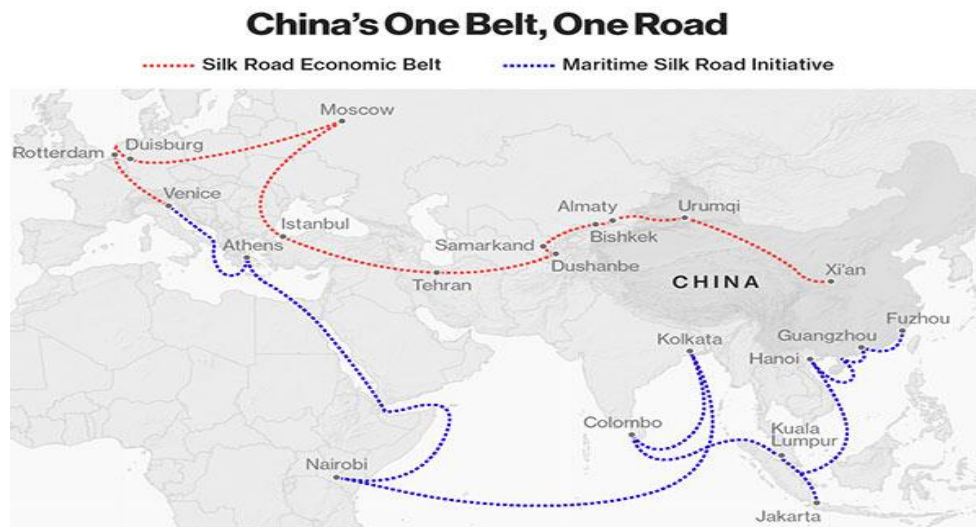 China's One Belt, One Road
Silk Road Economic Belt
Maritime Silk Road Initiative
Moscow
Rotterdam
Duisburg
Venice
Istanbul
Athens
Almaty
Urumqi
Samarkand
Bishkek
Dushanbe
Tehran
CHINA
Xi'an
Fuzhou
Kolkata
Guangzhou
Hanoi
Colombo
Kuala
Lumpur
Nairobi
Jakarta